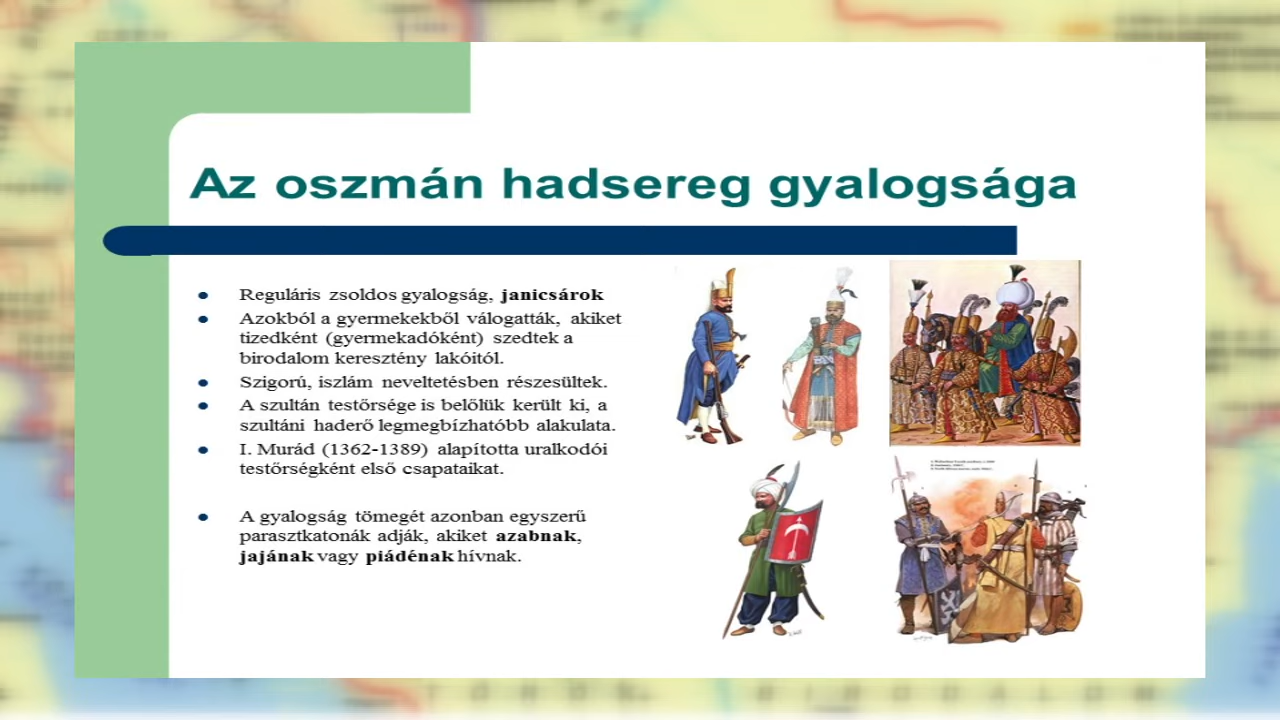 Az oszmán hadsereg gyalogsága
Reguláris zsoldos gyalogság, janicsárok
Azokból a gyermekekből válogatták, akiket
tizedként (gyermekadóként) szedtek a
birodalom keresztény lakóitól.
Szigorú, iszlám neveltetésben részesültek.
A szultán testőrsége is belőlük került ki, a
szultáni haderő legmegbízhatóbb alakulata.
I. Murád (1362-1389) alapította uralkodói
testőrségként első csapataikat.
A gyalogság tömegét azonban egyszerű
parasztkatonák adják, akiket azabnak,
jajának vagy piádénak hívnak.